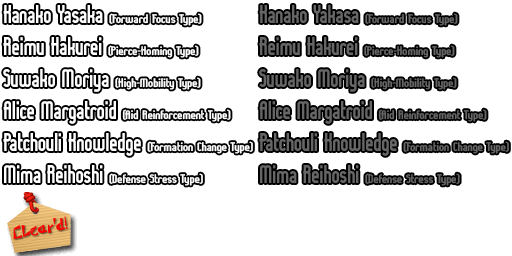 Hanako Yasaka (Forward Focus Type) Hanako Yakasa (Forward Focus Type)
Reimu Hakurei (Pierce-Homing Type) Reimu Hakurei (Pierce-Homing Type)
Suwako Moriya (High-Mobility Type) Suwako Moriya (High-Mobility Type)
Alice Margatroid (Aid Reinforcement Type) Alice Margatroid (Aid Reinforcement Type)
Patchouli Knowledge (Formation Change Type) Patchouli Knowledge (Formation Change Type)
Mima Reihoshi (Defense Stress Type) Mima Reihoshi (Defense Stress Type)
Clear'd!